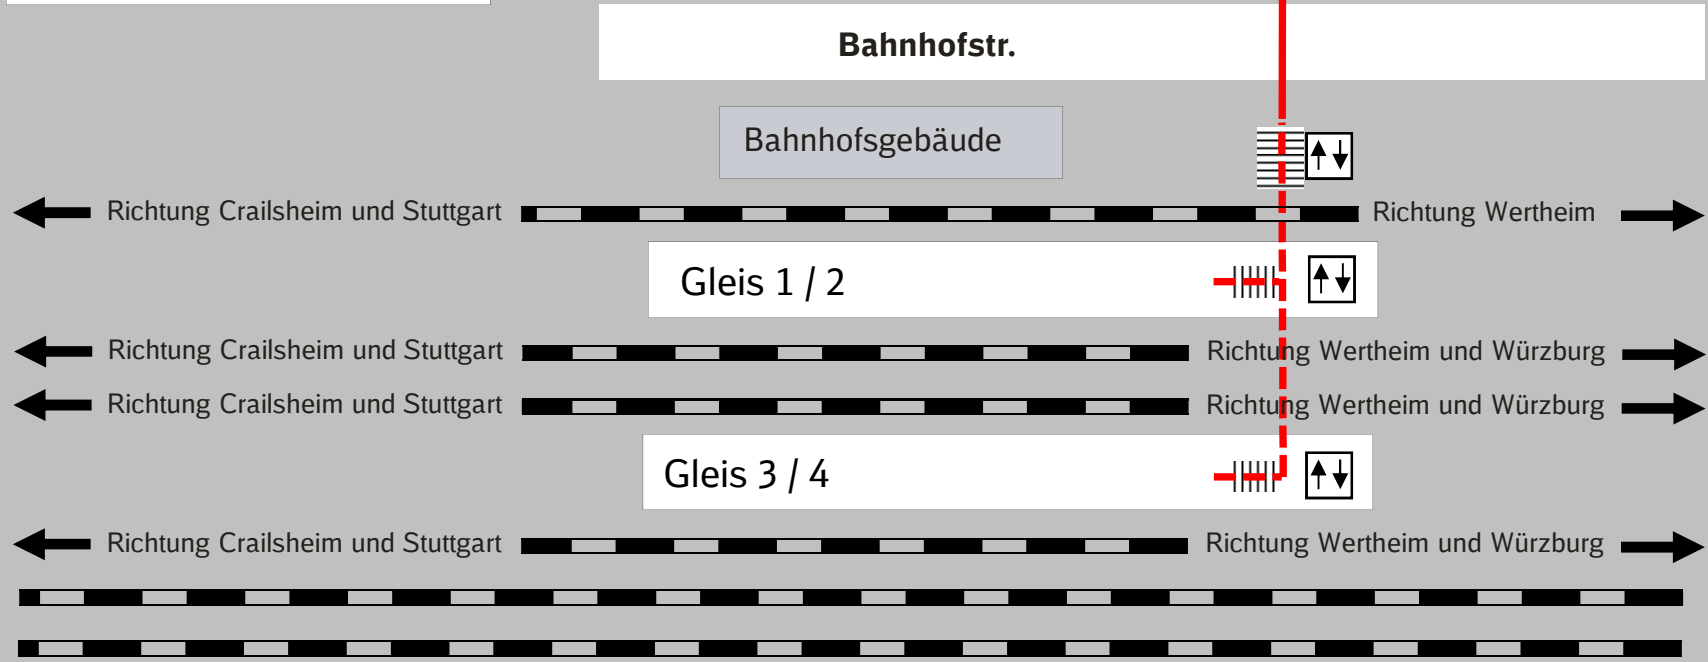 Bahnhofstr.
Bahnhofsgebäude
Richtung Crailsheim und Stuttgart
Richtung Wertheim
Gleis 1 / 2
Richtung Crailsheim und Stuttgart
Richtung Wertheim und Würzburg
Richtung Crailsheim und Stuttgart
Richtung Wertheim und Würzburg
Gleis 3 / 4
Richtung Crailsheim und Stuttgart
Richtung Wertheim und Würzburg